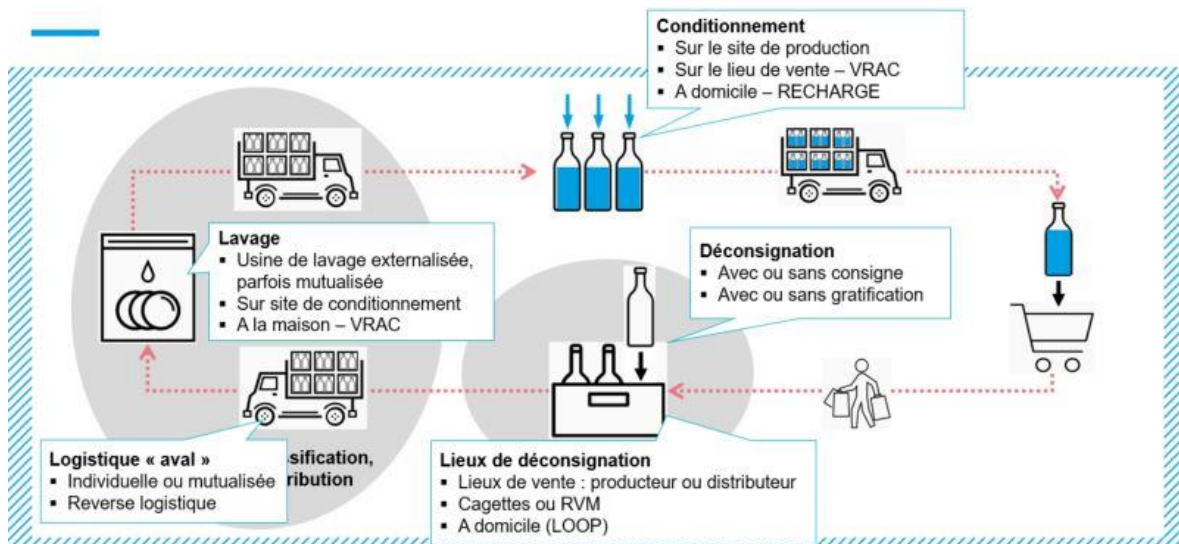 Conditionnement
▪ Sur le site de production
▪ Sur le lieu de vente – VRAC
▪ A domicile – RECHARGE
Lavage
▪ Usine de lavage externalisée,
parfois mutualisée
▪ Sur site de conditionnement
▪ A la maison – VRAC
Déconsignation
▪ Avec ou sans consigne
▪ Avec ou sans gratification
Logistique « aval »
▪ Individuelle ou mutualisée
▪ Reverse logistique
Lieux de déconsignation
▪ Lieux de vente : producteur ou distributeur
▪ Cagettes ou RVM
▪ A domicile (LOOP)